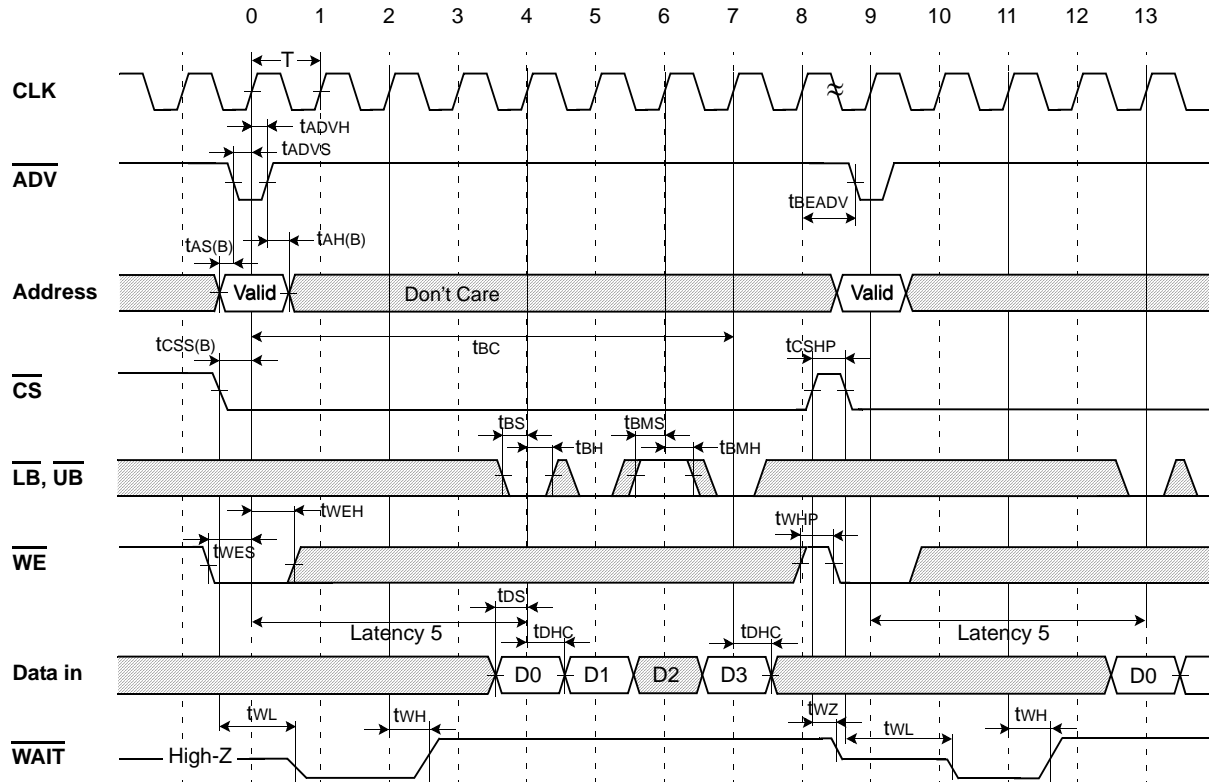 0 1 2 3 4 5 6 7 8 9 10 11 12 13
T
CLK
tADVH
tADVS
ADV
tBEADV
tAS(B) tAH(B)
Address Valid Don't Care Valid
tCSS(B) tBC tCSHP
CS
tBS tBMS
tBH tBMH
LB, UB
tWEH tWHP
tWES
WE
tDS
Latency 5 tDHC tDHC Latency 5
Data in D0 D1 D2 D3 D0
tWL tWH tWZ tWL tWH
WAIT High-Z